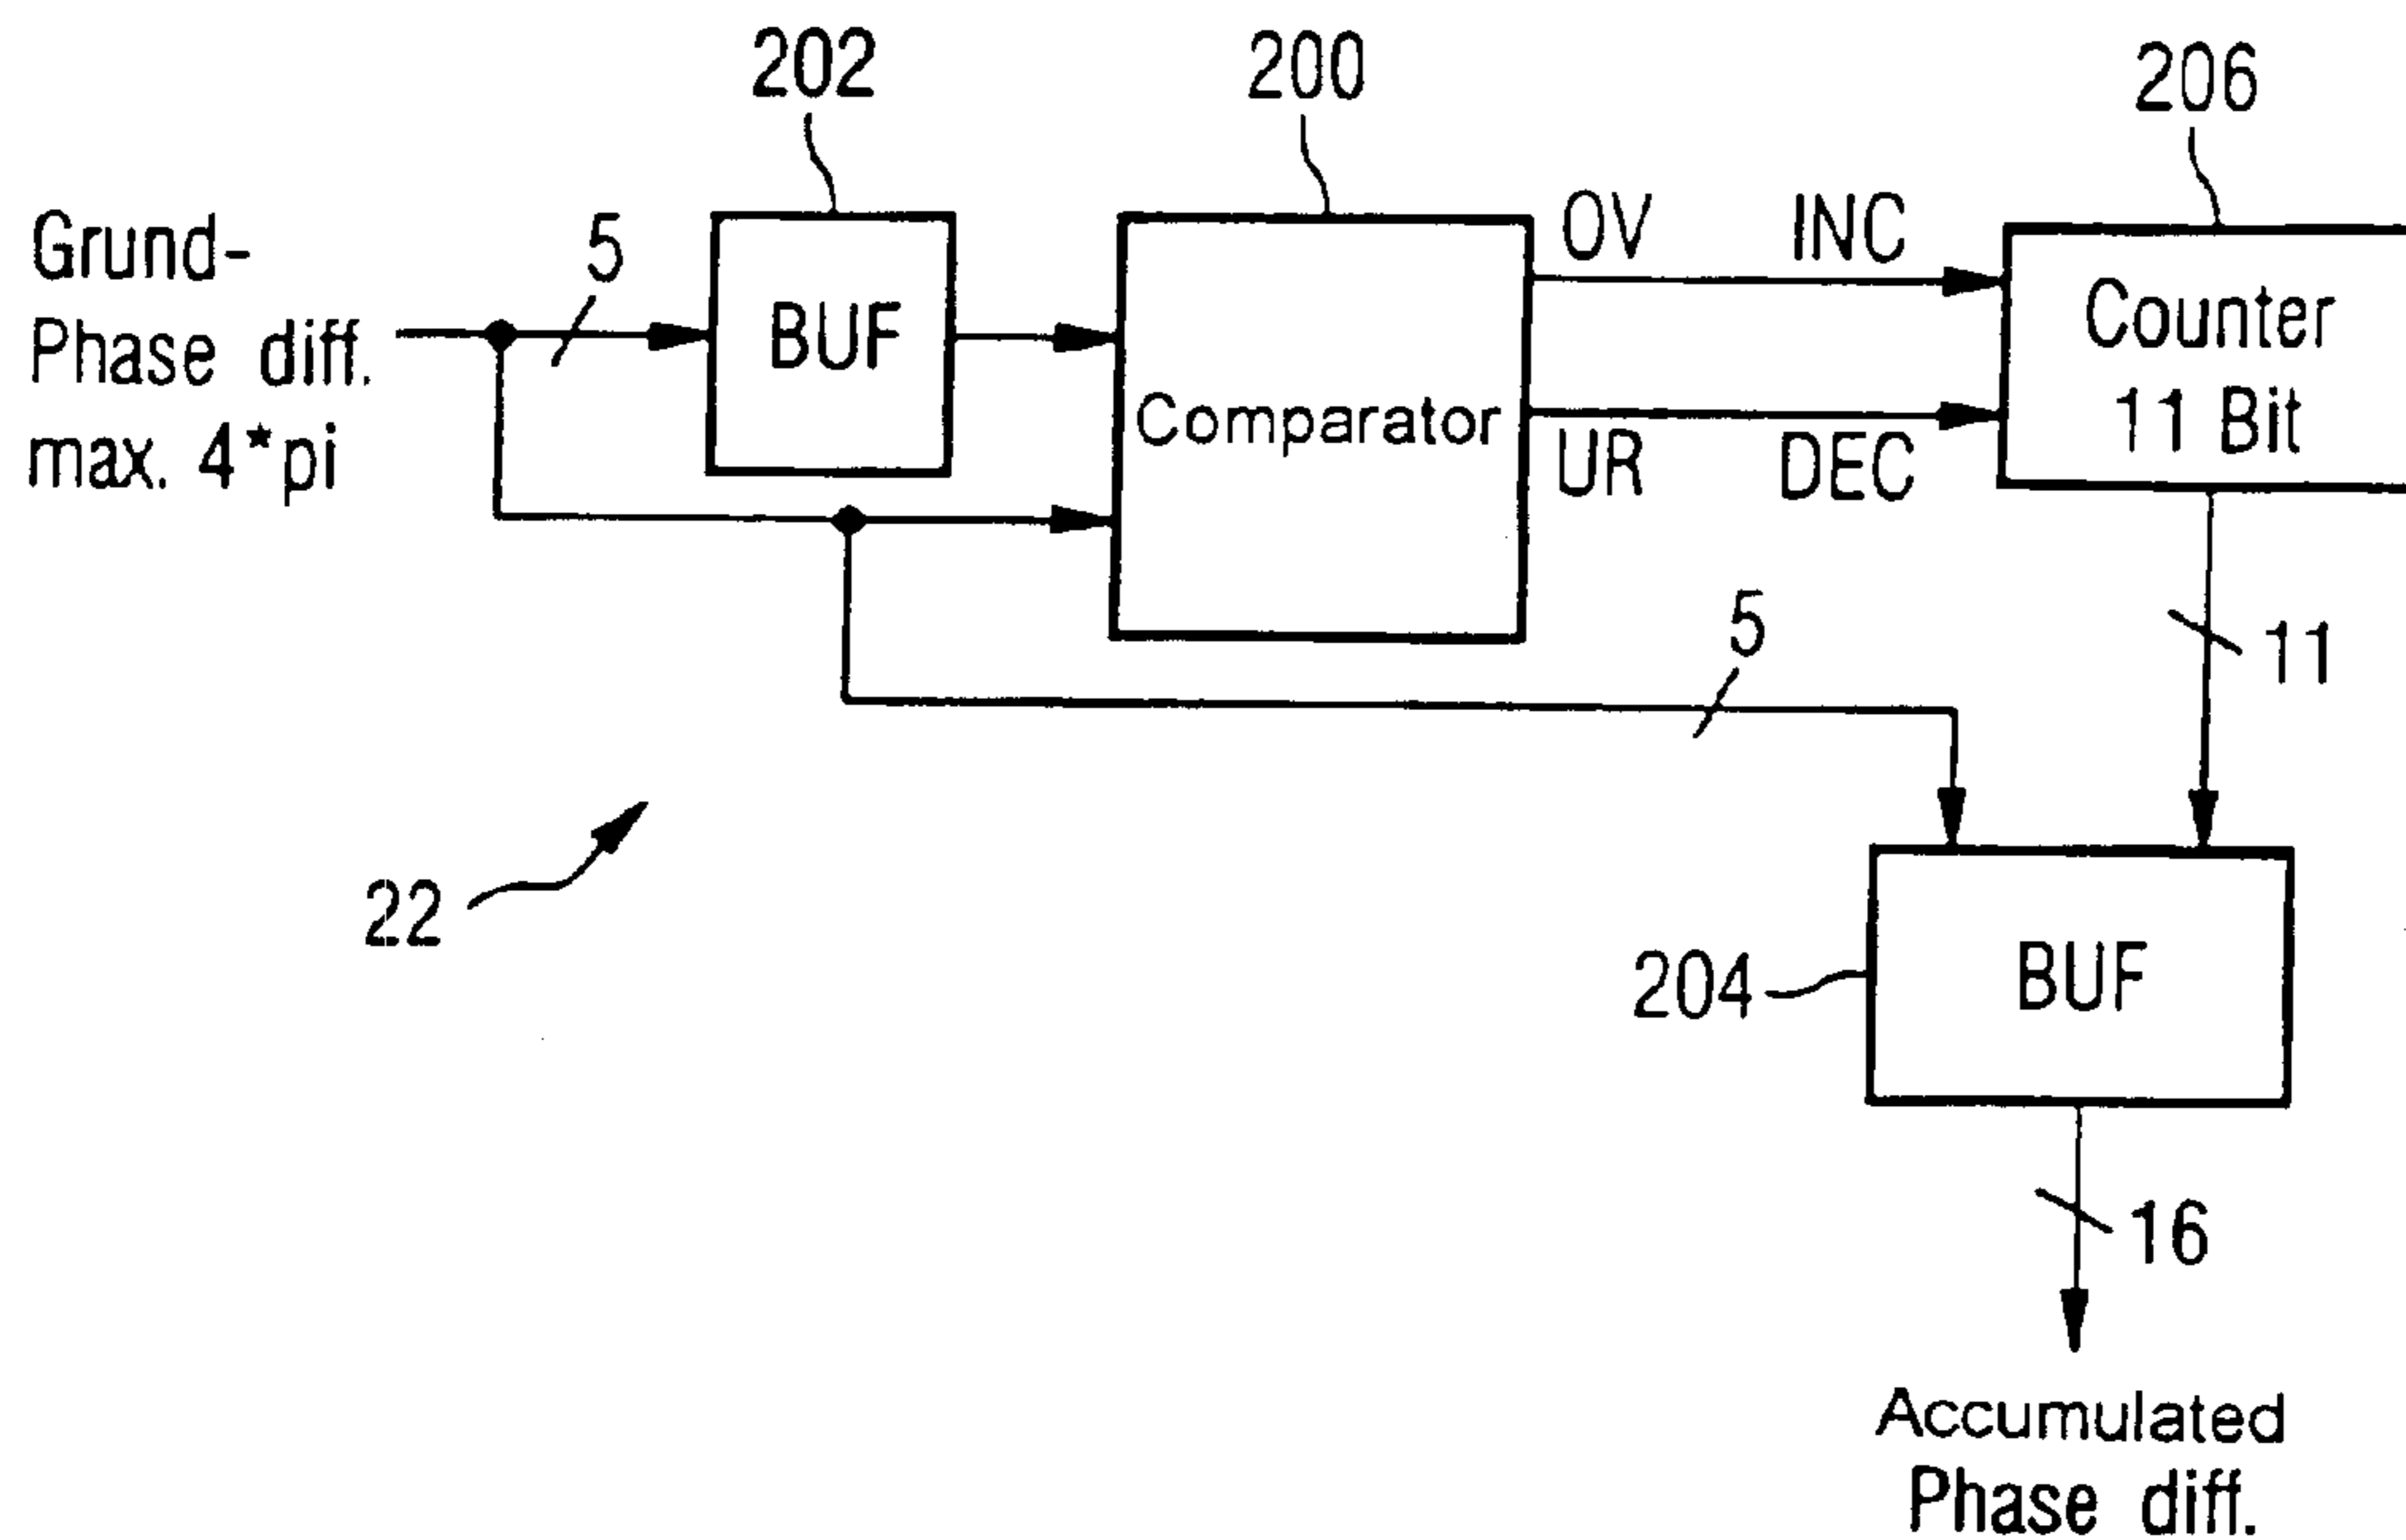 202
200
206
Grund-
Phase diff.
max. 4*pi
5
BUF
Comparator
OV
INC
UR
DEC
Counter
11 Bit
5
11
22
204
BUF
16
Accumulated
Phase diff.